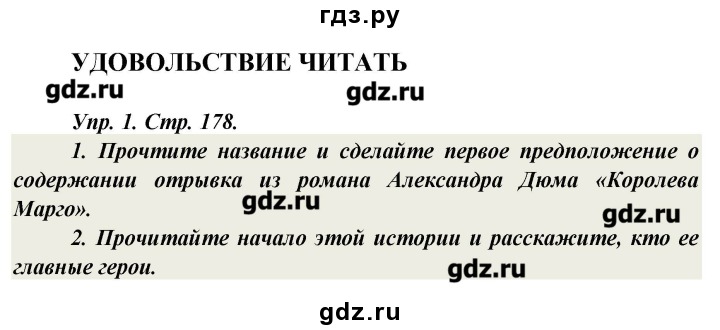 гдз.ру
УДОВОЛЬСТВИЕ ЧИТАТЬ
gdz.ru gdz.ru
Упр. 1. Стр. 178.
1. Прочтите название и сделайте первое предположение о
содержании отрывка из романа Александра Дюма «Королева
gdz.ru
Марго».
gdz.ru
2. Прочитайте начало этой истории и расскажите, кто ее
главные герои.
gdz.ru
gdz.ru